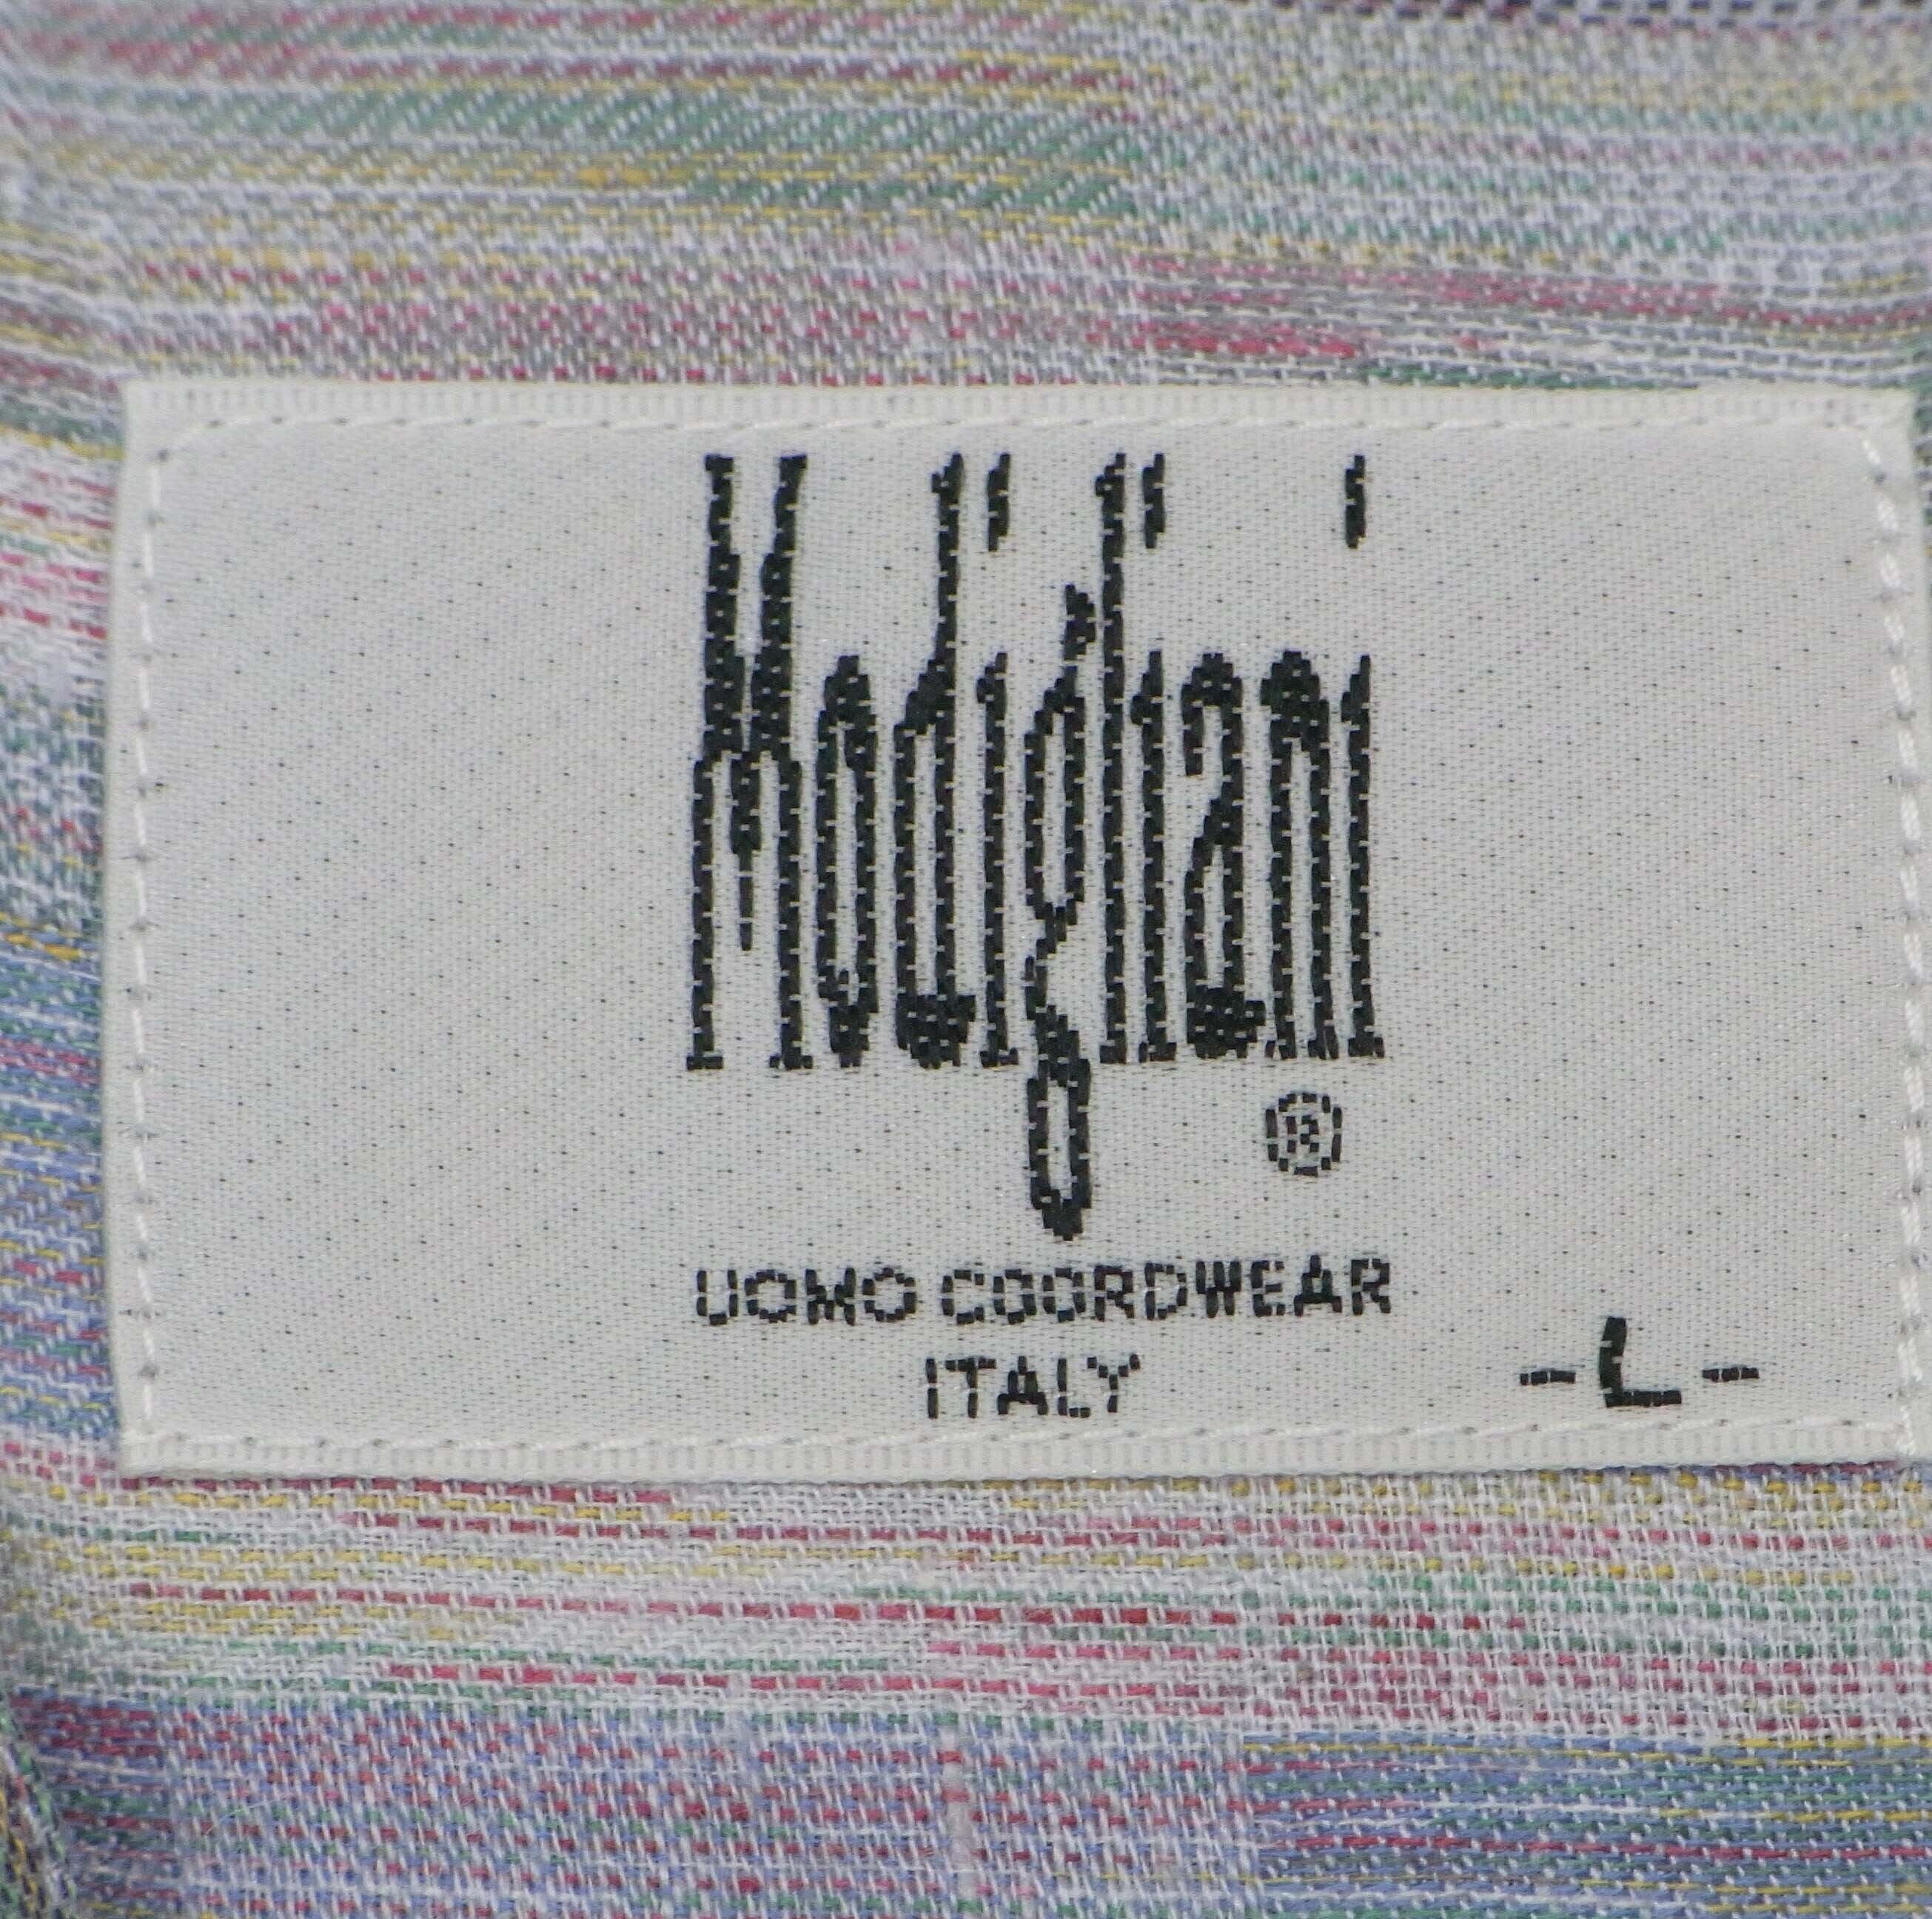 Modigliani
®
UOMO COORDWEAR
ITALY
-L-